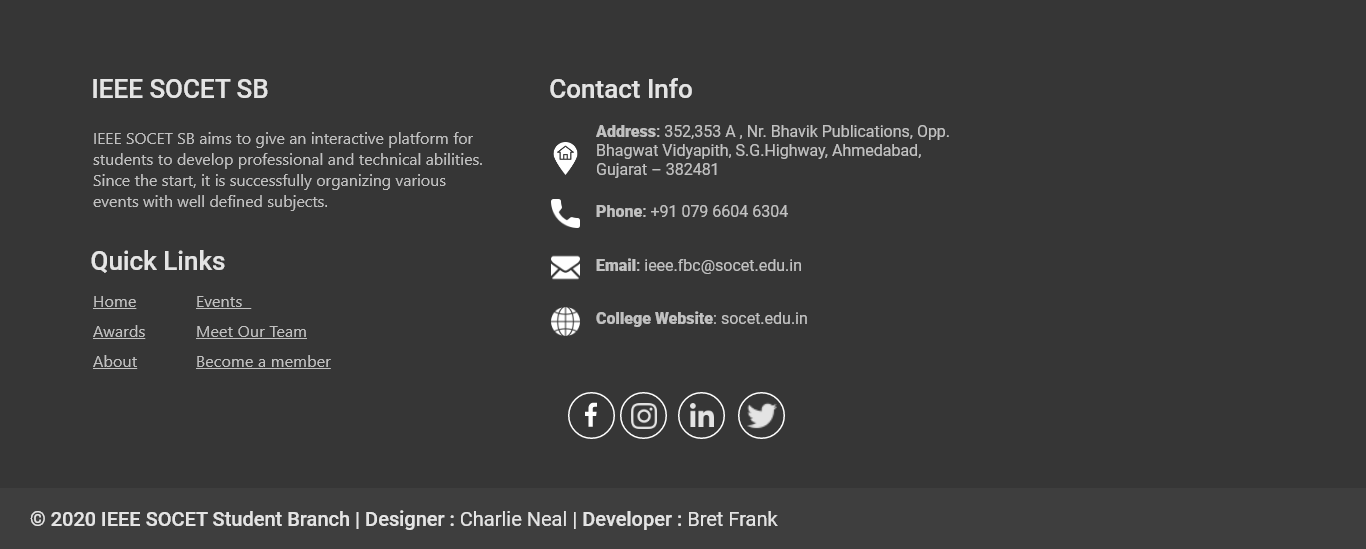 IEEE SOCET SB
IEEE SOCET SB aims to give an interactive platform for
students to develop professional and technical abilities.
Since the start, it is successfully organizing various
events with well defined subjects.
Quick Links
Home
Events
Awards
Meet Our Team
About
Become a member
Contact Info
Address: 352,353 A , Nr. Bhavik Publications, Opp.
Bhagwat Vidyapith, S.G.Highway, Ahmedabad,
Gujarat – 382481
Phone: +91 079 6604 6304
Email: ieee.fbc@socet.edu.in
College Website: socet.edu.in
© 2020 IEEE SOCET Student Branch | Designer : Charlie Neal | Developer : Bret Frank